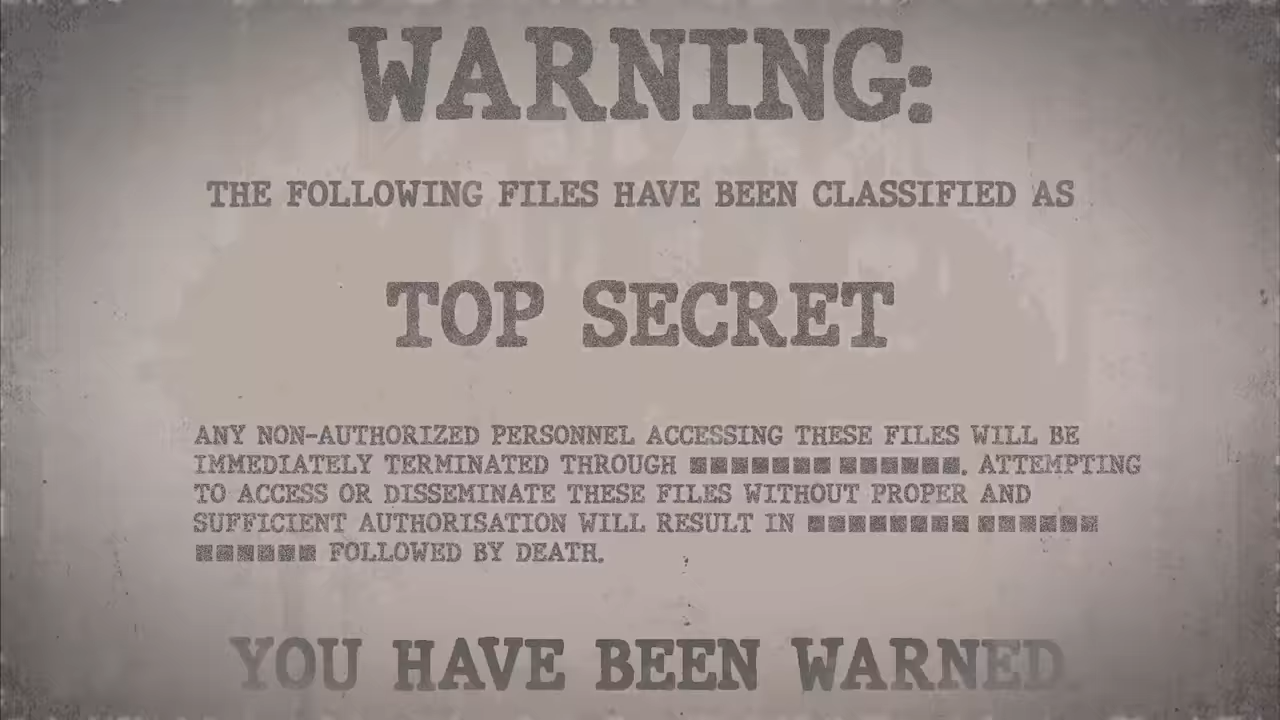 WARNING:
THE FOLLOWING FILES HAVE BEEN CLASSIFIED AS
TOP SECRET
ANY NON-AUTHORIZED PERSONNEL ACCESSING THESE FILES WILL BE
IMMEDIATELY TERMINATED THROUGH ■■■■■■■ ■■■■■■. ATTEMPTING
TO ACCESS OR DISSEMINATE THESE FILES WITHOUT PROPER AND
SUFFICIENT AUTHORISATION WILL RESULT IN ■■■■■■■■ ■■■■■■
■■■■■■ FOLLOWED BY DEATH.
YOU HAVE BEEN WARNED.